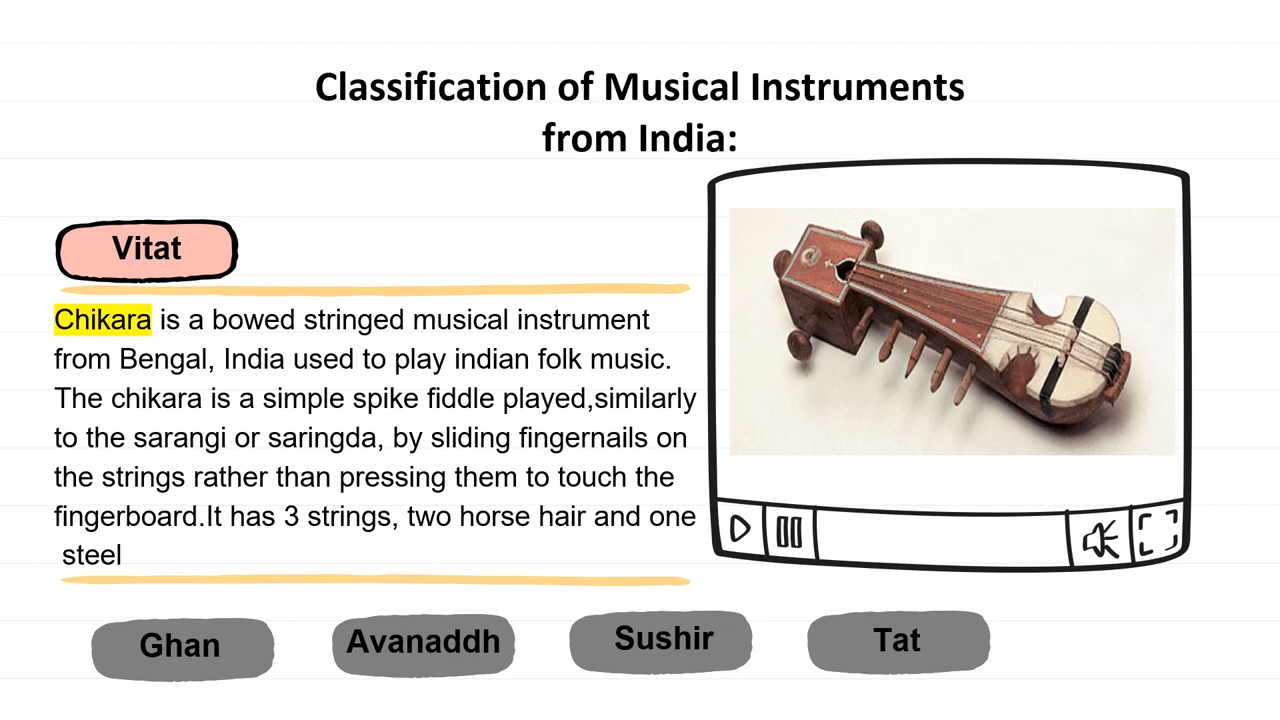 Classification of Musical Instruments
from India:
Vitat
Chikara is a bowed stringed musical instrument
from Bengal, India used to play indian folk music.
The chikara is a simple spike fiddle played,similarly
to the sarangi or saringda, by sliding fingernails on
the strings rather than pressing them to touch the
fingerboard.It has 3 strings, two horse hair and one
steel
Ghan
Avanaddh
Sushir
Tat